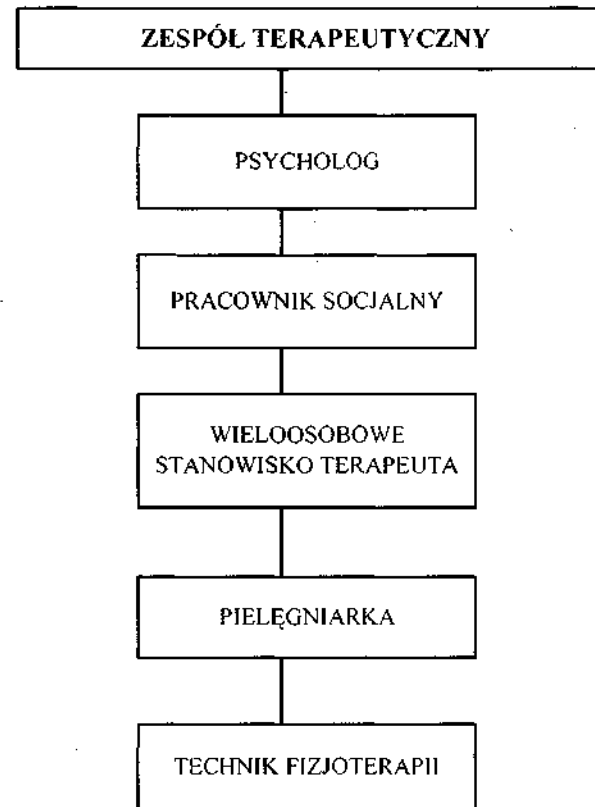 ZESPÓŁ TERAPEUTYCZNY
PSYCHOLOG
PRACOWNIK SOCJALNY
WIELOOSOBOWE
STANOWISKO TERAPEUTA
PIELĘGNIARKA
TECHNIK FIZJOTERAPII